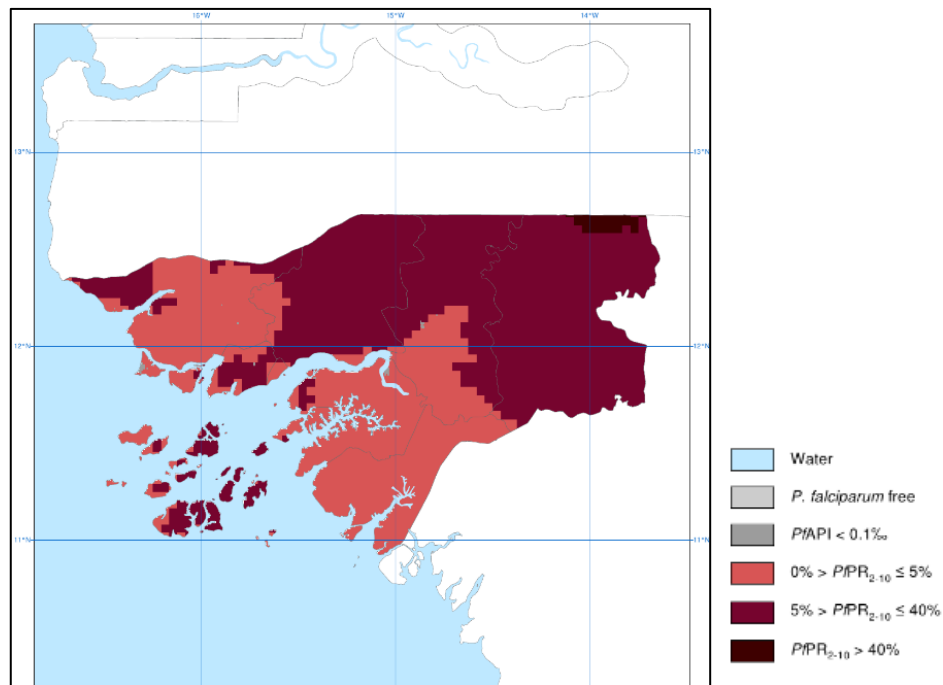 16°W 15°W 14°W
13°N 13°N
12°N 12°N
11°N 11°N
Water
P. falciparum free
PfAPI < 0.1‰
0% > PfPR2-10 ≤ 5%
5% > PfPR2-10 ≤ 40%
PfPR2-10 > 40%